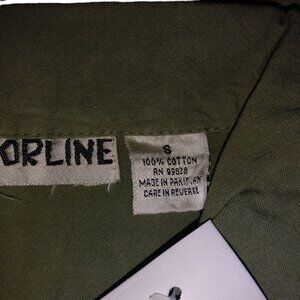 ORLINE
S
100% COTTON
RN 99828
MADE IN PAKISTAN
CARE IN REVERSE